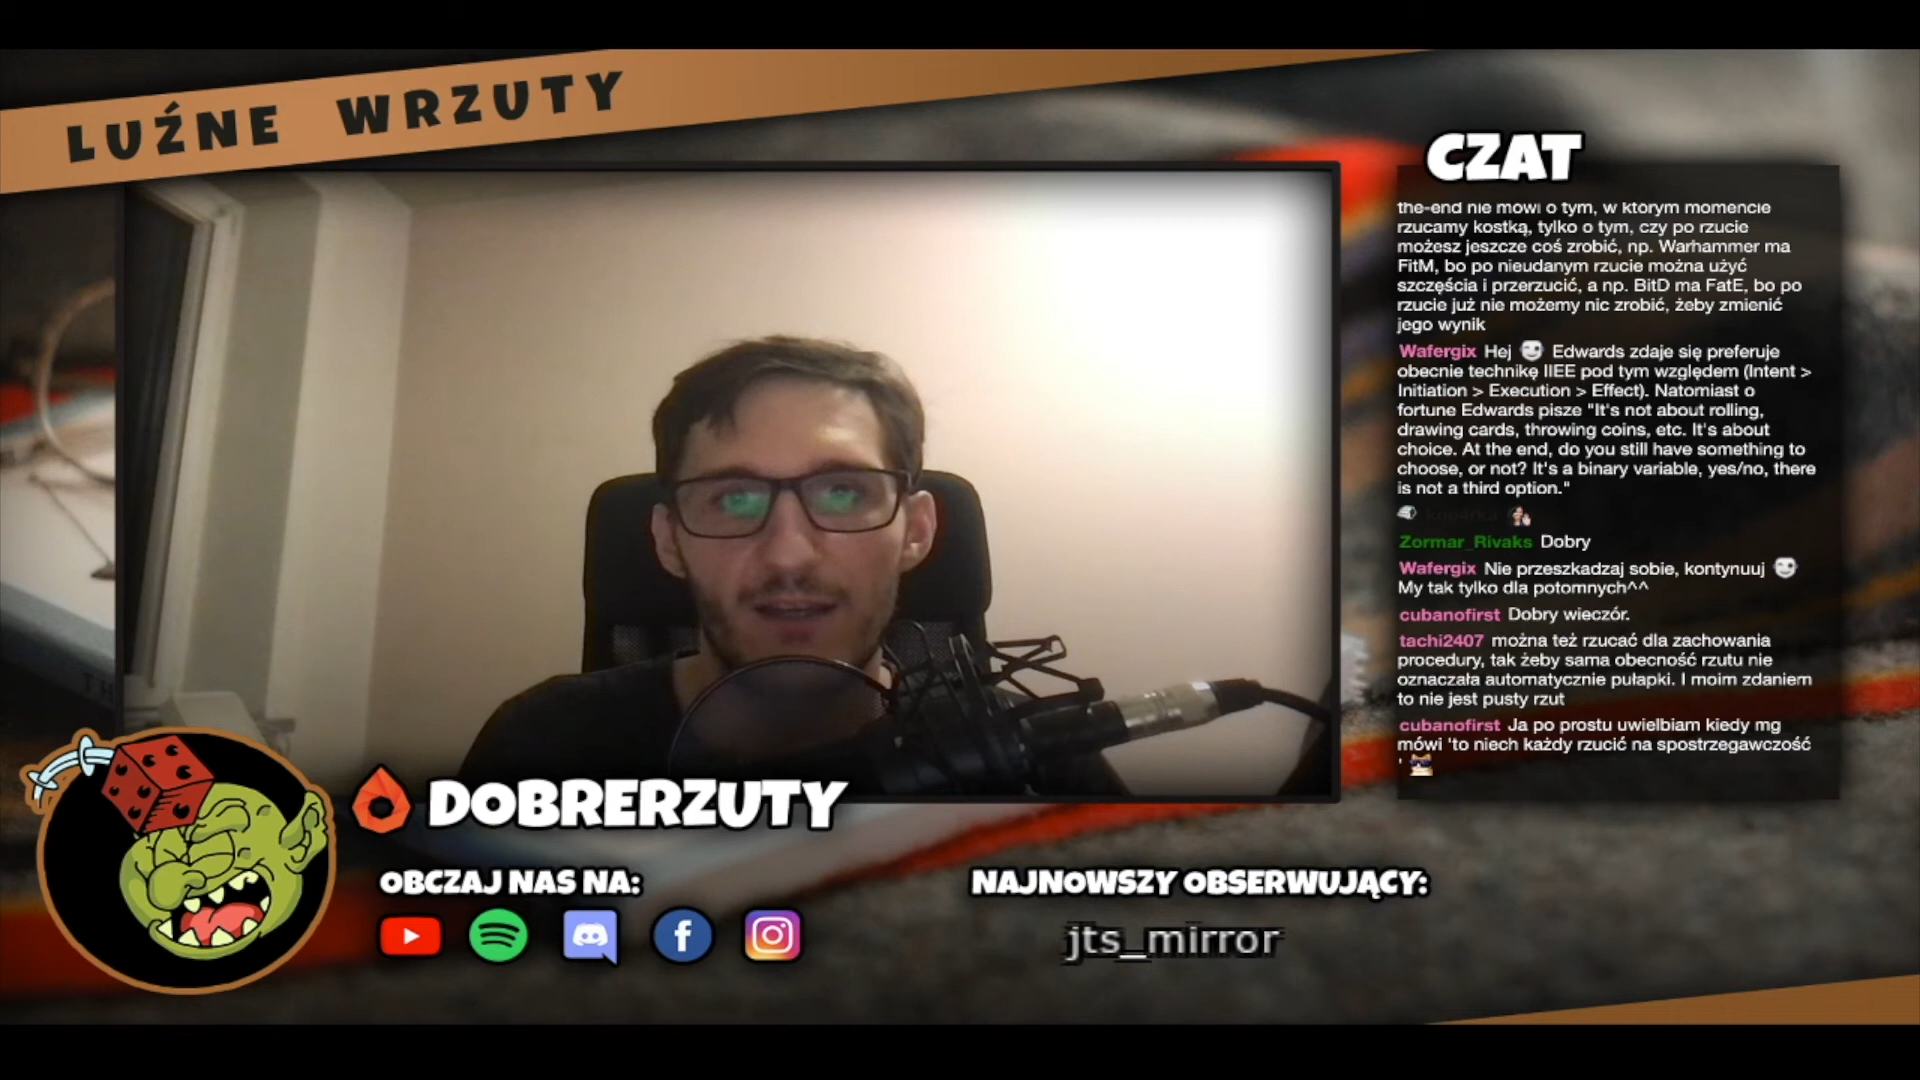 LUŹNE WRZUTY
CZAT
the-end nie mówi o tym, w którym momencie
rzucamy kostką, tylko o tym, czy po rzucie
możesz jeszcze coś zrobić, np. Warhammer ma
FitM, bo po nieudanym rzucie można użyć
szczęścia i przerzucić, a np. BitD ma FatE, bo po
rzucie już nie możemy nic zrobić, żeby zmienić
jego wynik
Wafergix Hej Edwards zdaje się preferuje
obecnie technikę IIEE pod tym względem (Intent >
Initiation > Execution > Effect). Natomiast o
fortune Edwards pisze "It's not about rolling,
drawing cards, throwing coins, etc. It's about
choice. At the end, do you still have something to
choose, or not? It's a binary variable, yes/no, there
is not a third option."
Zormar_Rivaks Dobry
Wafergix Nie przeszkadzaj sobie, kontynuuj
My tak tylko dla potomnych^^
cubanofirst Dobry wieczór.
tachi2407 można też rzucać dla zachowania
procedury, tak żeby sama obecność rzutu nie
oznaczała automatycznie pułapki. I moim zdaniem
to nie jest pusty rzut
cubanofirst Ja po prostu uwielbiam kiedy mg
mówi 'to niech każdy rzucić na spostrzegawczość
'
DOBRERZUTY
OBCZAJ NAS NA:
NAJNOWSZY OBSERWUJĄCY:
jts_mirror